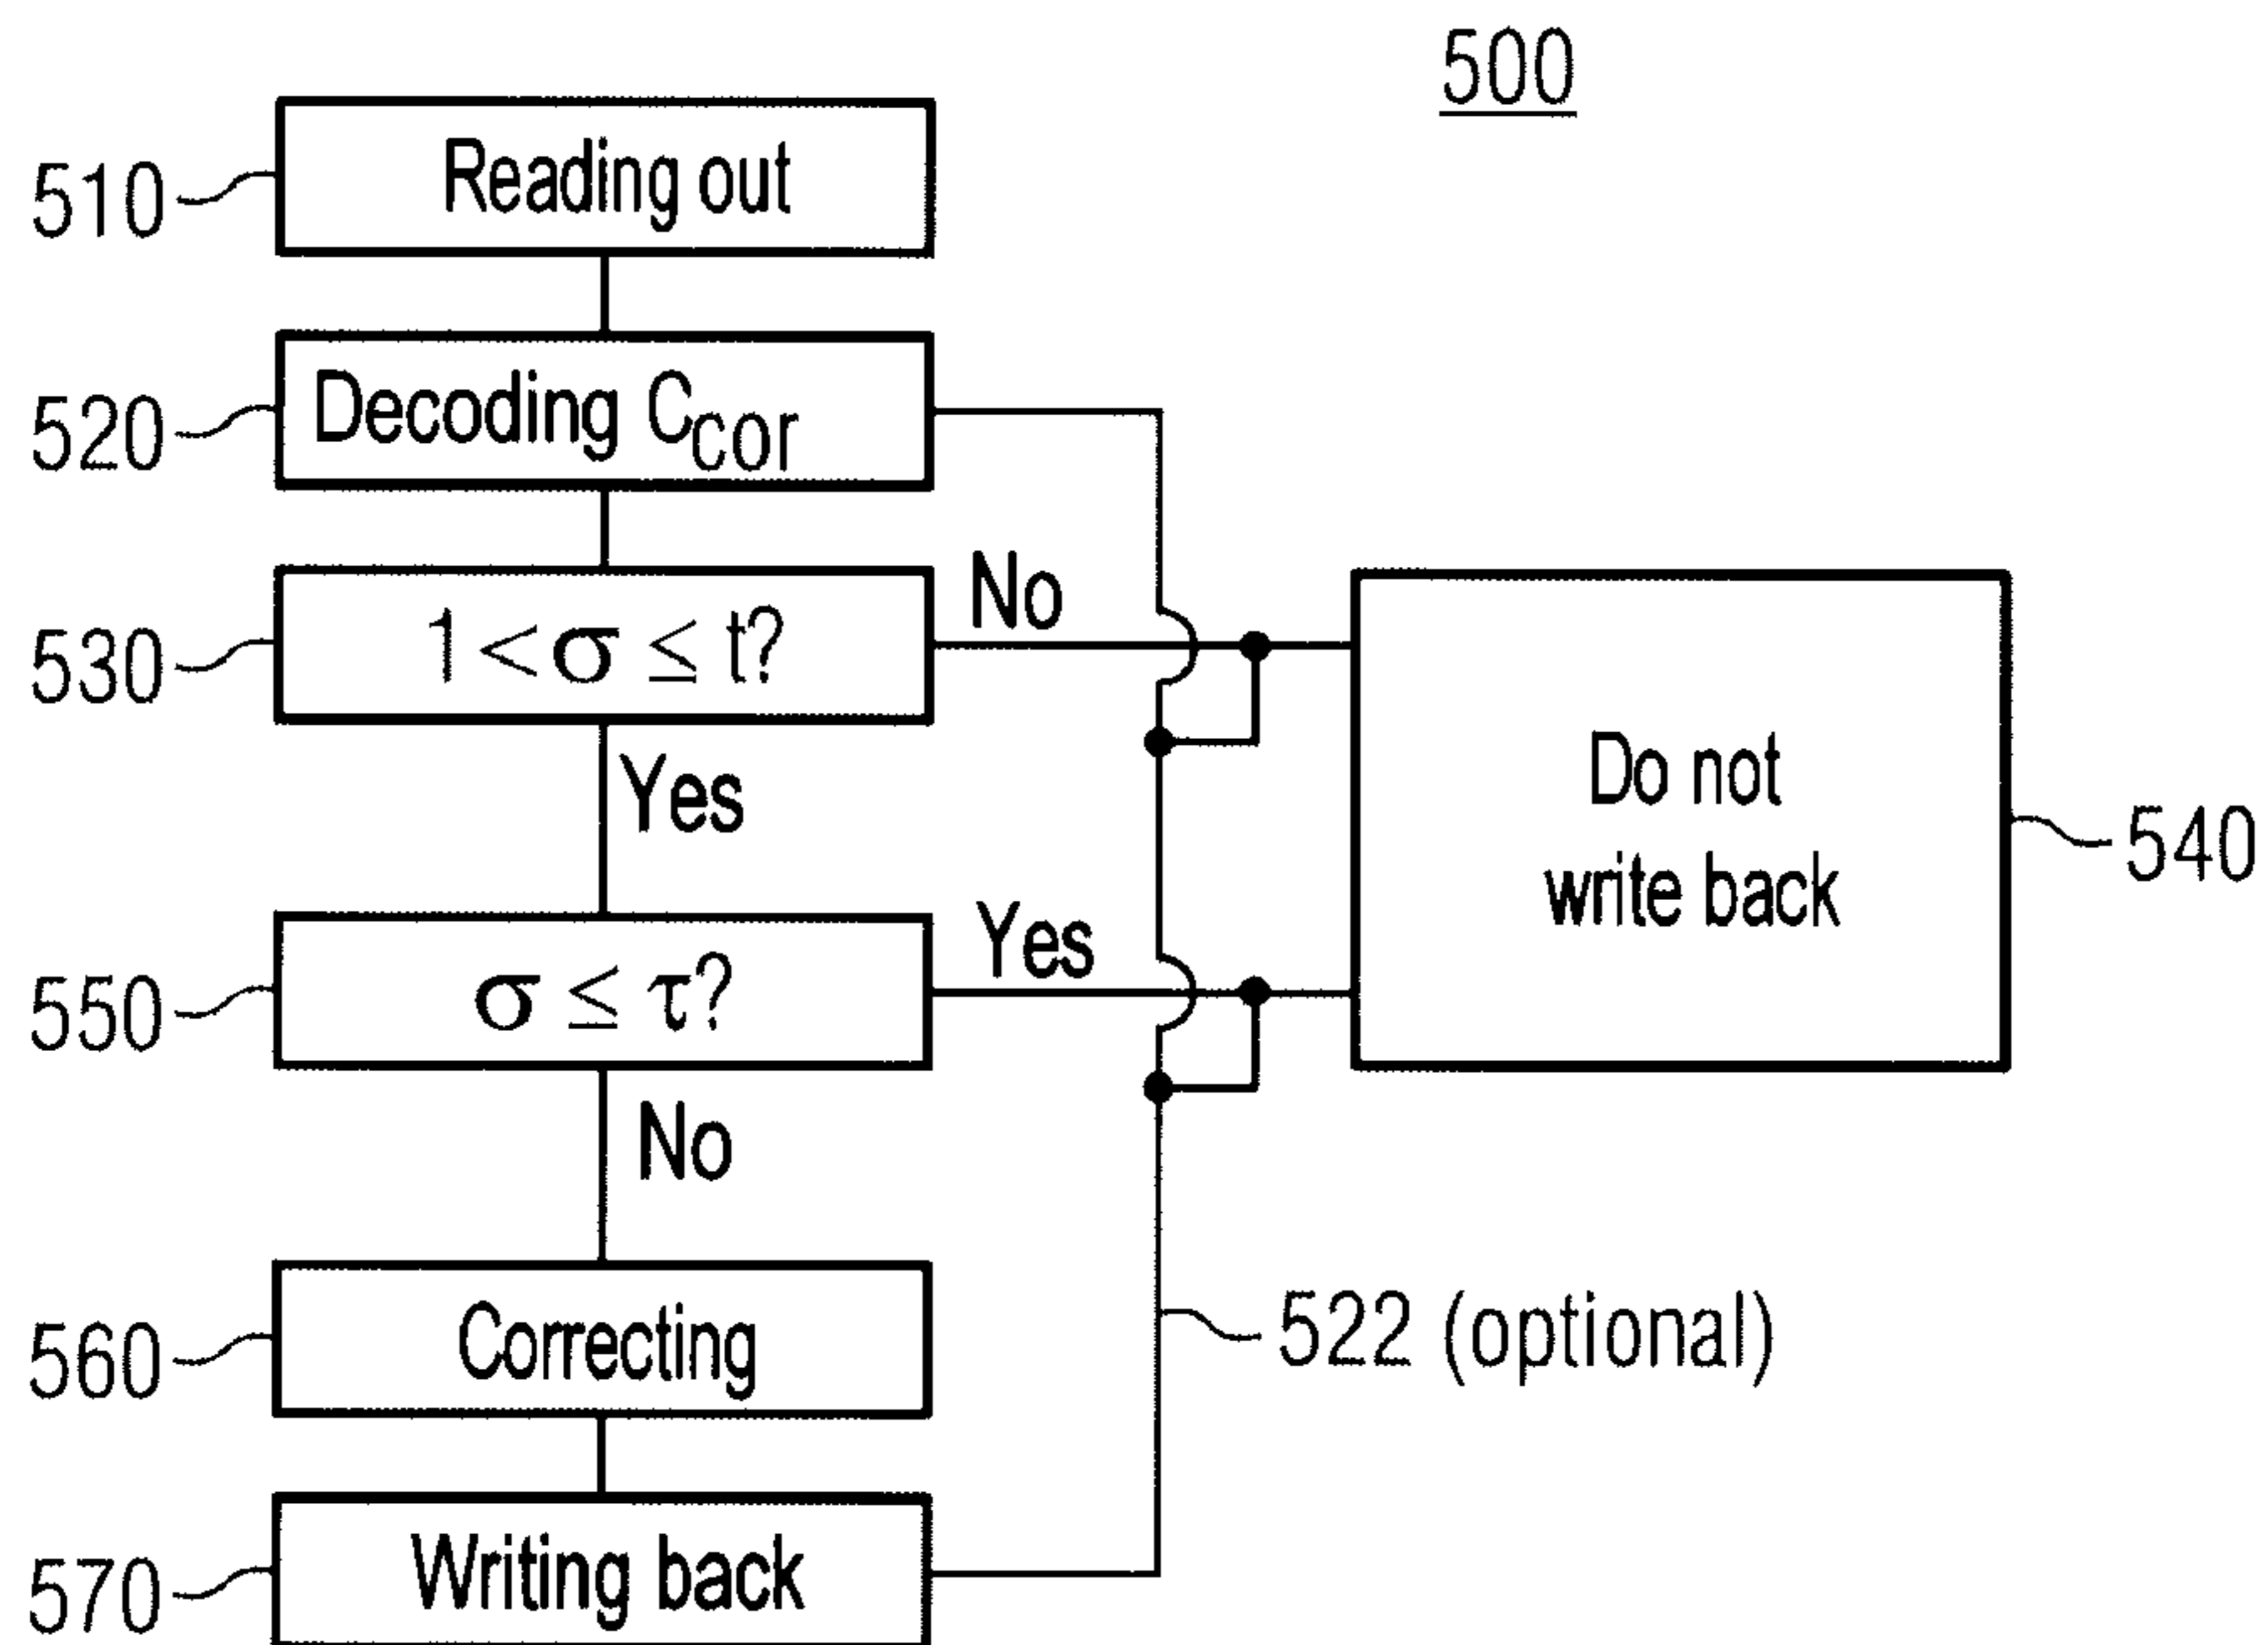 500
510
Reading out
520
Decoding Ccor
530
1 < σ ≤ t?
No
Yes
Do not
write back
540
550
σ ≤ τ?
Yes
No
560
Correcting
522 (optional)
570
Writing back